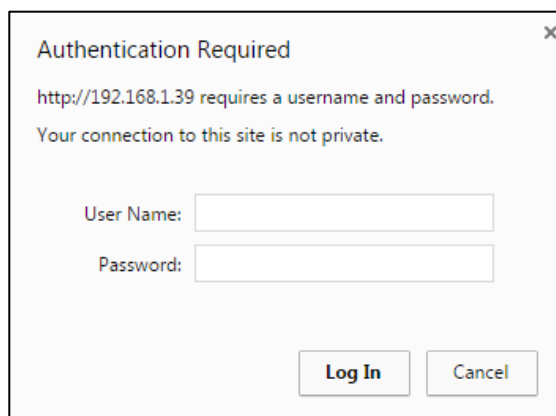 Authentication Required
http://192.168.1.39 requires a username and password.
Your connection to this site is not private.
User Name:
Password:
Log In
Cancel